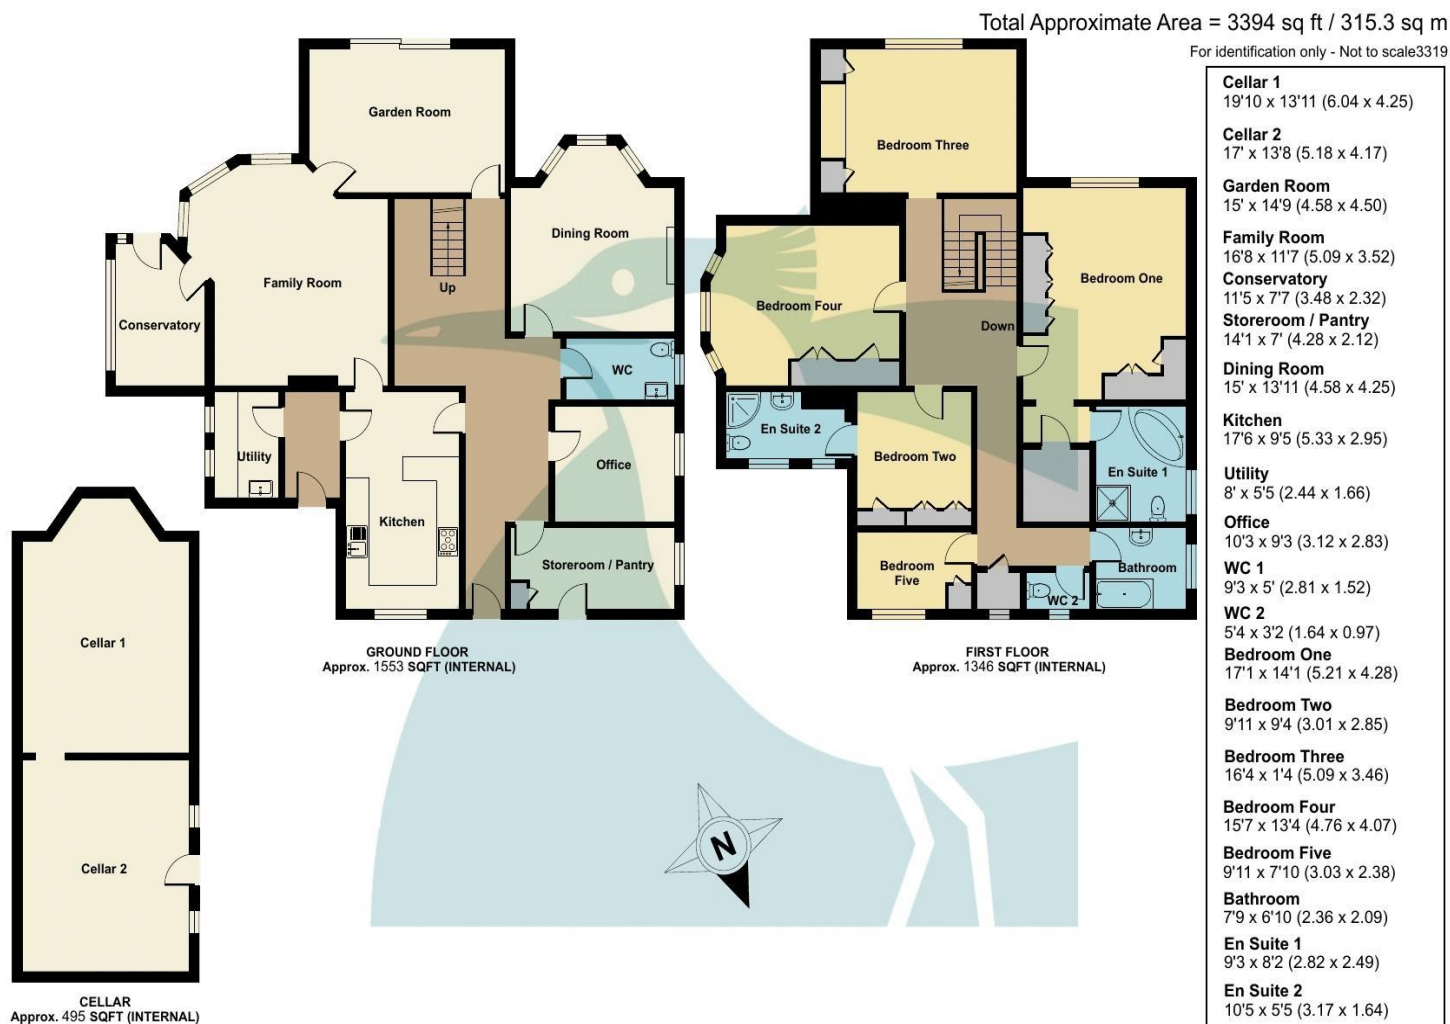 Total Approximate Area = 3394 sq ft / 315.3 sq m
For identification only - Not to scale3319
Garden Room
Dining Room
Family Room
Up
Conservatory
WC
Utility
Office
Kitchen
Storeroom / Pantry
GROUND FLOOR
Approx. 1553 SQFT (INTERNAL)
Bedroom Three
Bedroom One
Bedroom Four
Down
En Suite 2
Bedroom Two
En Suite 1
Bedroom
Five
Bathroom
WC 2
FIRST FLOOR
Approx. 1346 SQFT (INTERNAL)
Cellar 1
Cellar 2
CELLAR
Approx. 495 SQFT (INTERNAL)
N
Cellar 1
19'10 x 13'11 (6.04 x 4.25)
Cellar 2
17' x 13'8 (5.18 x 4.17)
Garden Room
15' x 14'9 (4.58 x 4.50)
Family Room
16'8 x 11'7 (5.09 x 3.52)
Conservatory
11'5 x 7'7 (3.48 x 2.32)
Storeroom / Pantry
14'1 x 7' (4.28 x 2.12)
Dining Room
15' x 13'11 (4.58 x 4.25)
Kitchen
17'6 x 9'5 (5.33 x 2.95)
Utility
8' x 5'5 (2.44 x 1.66)
Office
10'3 x 9'3 (3.12 x 2.83)
WC 1
9'3 x 5' (2.81 x 1.52)
WC 2
5'4 x 3'2 (1.64 x 0.97)
Bedroom One
17'1 x 14'1 (5.21 x 4.28)
Bedroom Two
9'11 x 9'4 (3.01 x 2.85)
Bedroom Three
16'4 x 1'4 (5.09 x 3.46)
Bedroom Four
15'7 x 13'4 (4.76 x 4.07)
Bedroom Five
9'11 x 7'10 (3.03 x 2.38)
Bathroom
7'9 x 6'10 (2.36 x 2.09)
En Suite 1
9'3 x 8'2 (2.82 x 2.49)
En Suite 2
10'5 x 5'5 (3.17 x 1.64)